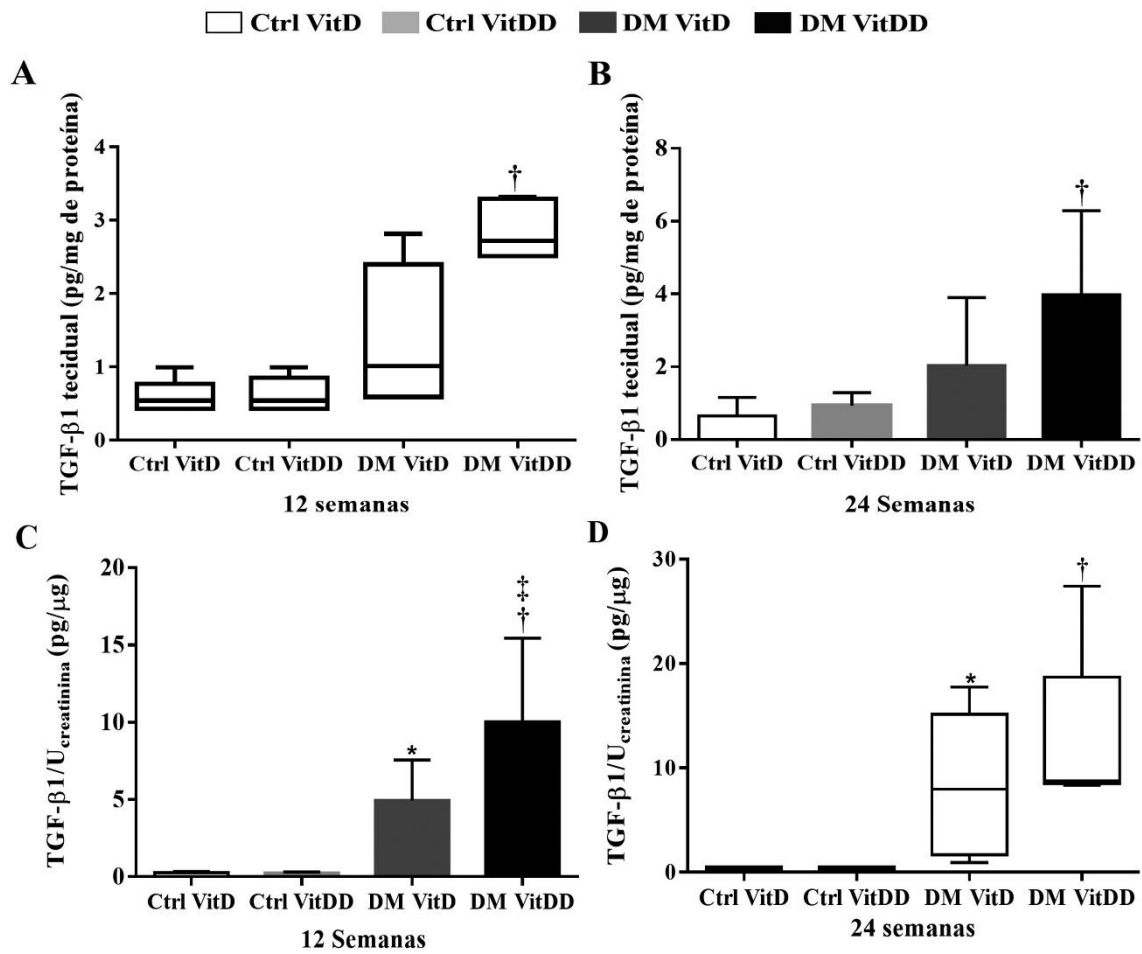 Ctrl VitD Ctrl VitDD DM VitD DM VitDD
A
TGF-β1 tecidual (pg/mg de proteína)
4
3
2
1
0
†
Ctrl VitD Ctrl VitDD DM VitD DM VitDD
12 semanas
B
TGF-β1 tecidual (pg/mg de proteína)
8
6
4
2
0
†
Ctrl VitD Ctrl VitDD DM VitD DM VitDD
24 Semanas
C
TGF-β1/Ucreatinina (pg/μg)
20
15
10
5
0
*
‡
‡
†
Ctrl VitD Ctrl VitDD DM VitD DM VitDD
12 Semanas
D
TGF-β1/Ucreatinina (pg/μg)
30
20
10
0
*
†
Ctrl VitD Ctrl VitDD DM VitD DM VitDD
24 semanas